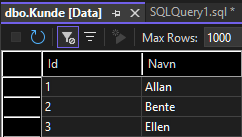 dbo.Kunde [Data] SQLQuery1.sql *
Max Rows: 1000
Id Navn
1 Allan
2 Bente
3 Ellen